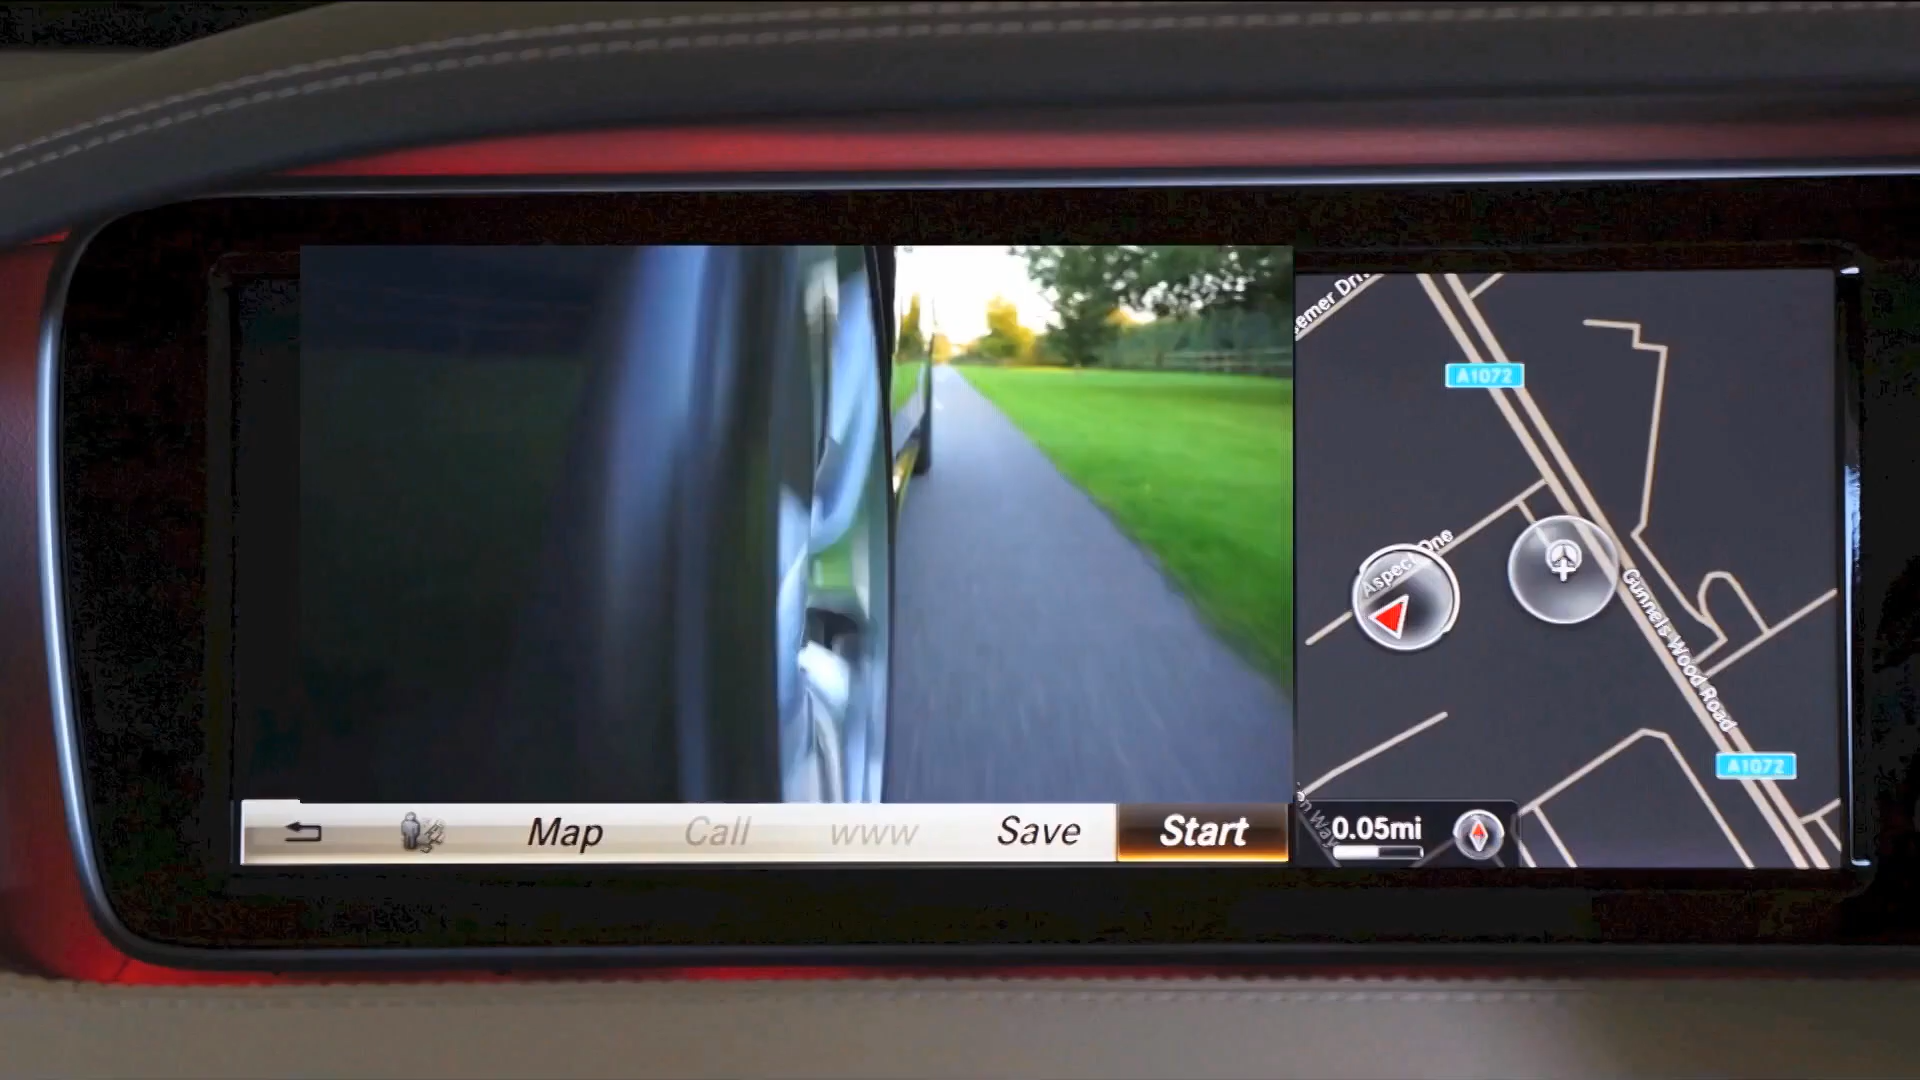 A1072
Aspect One
Gunnels Wood Road
A1072
0.05mi
Map
Call
www
Save
Start